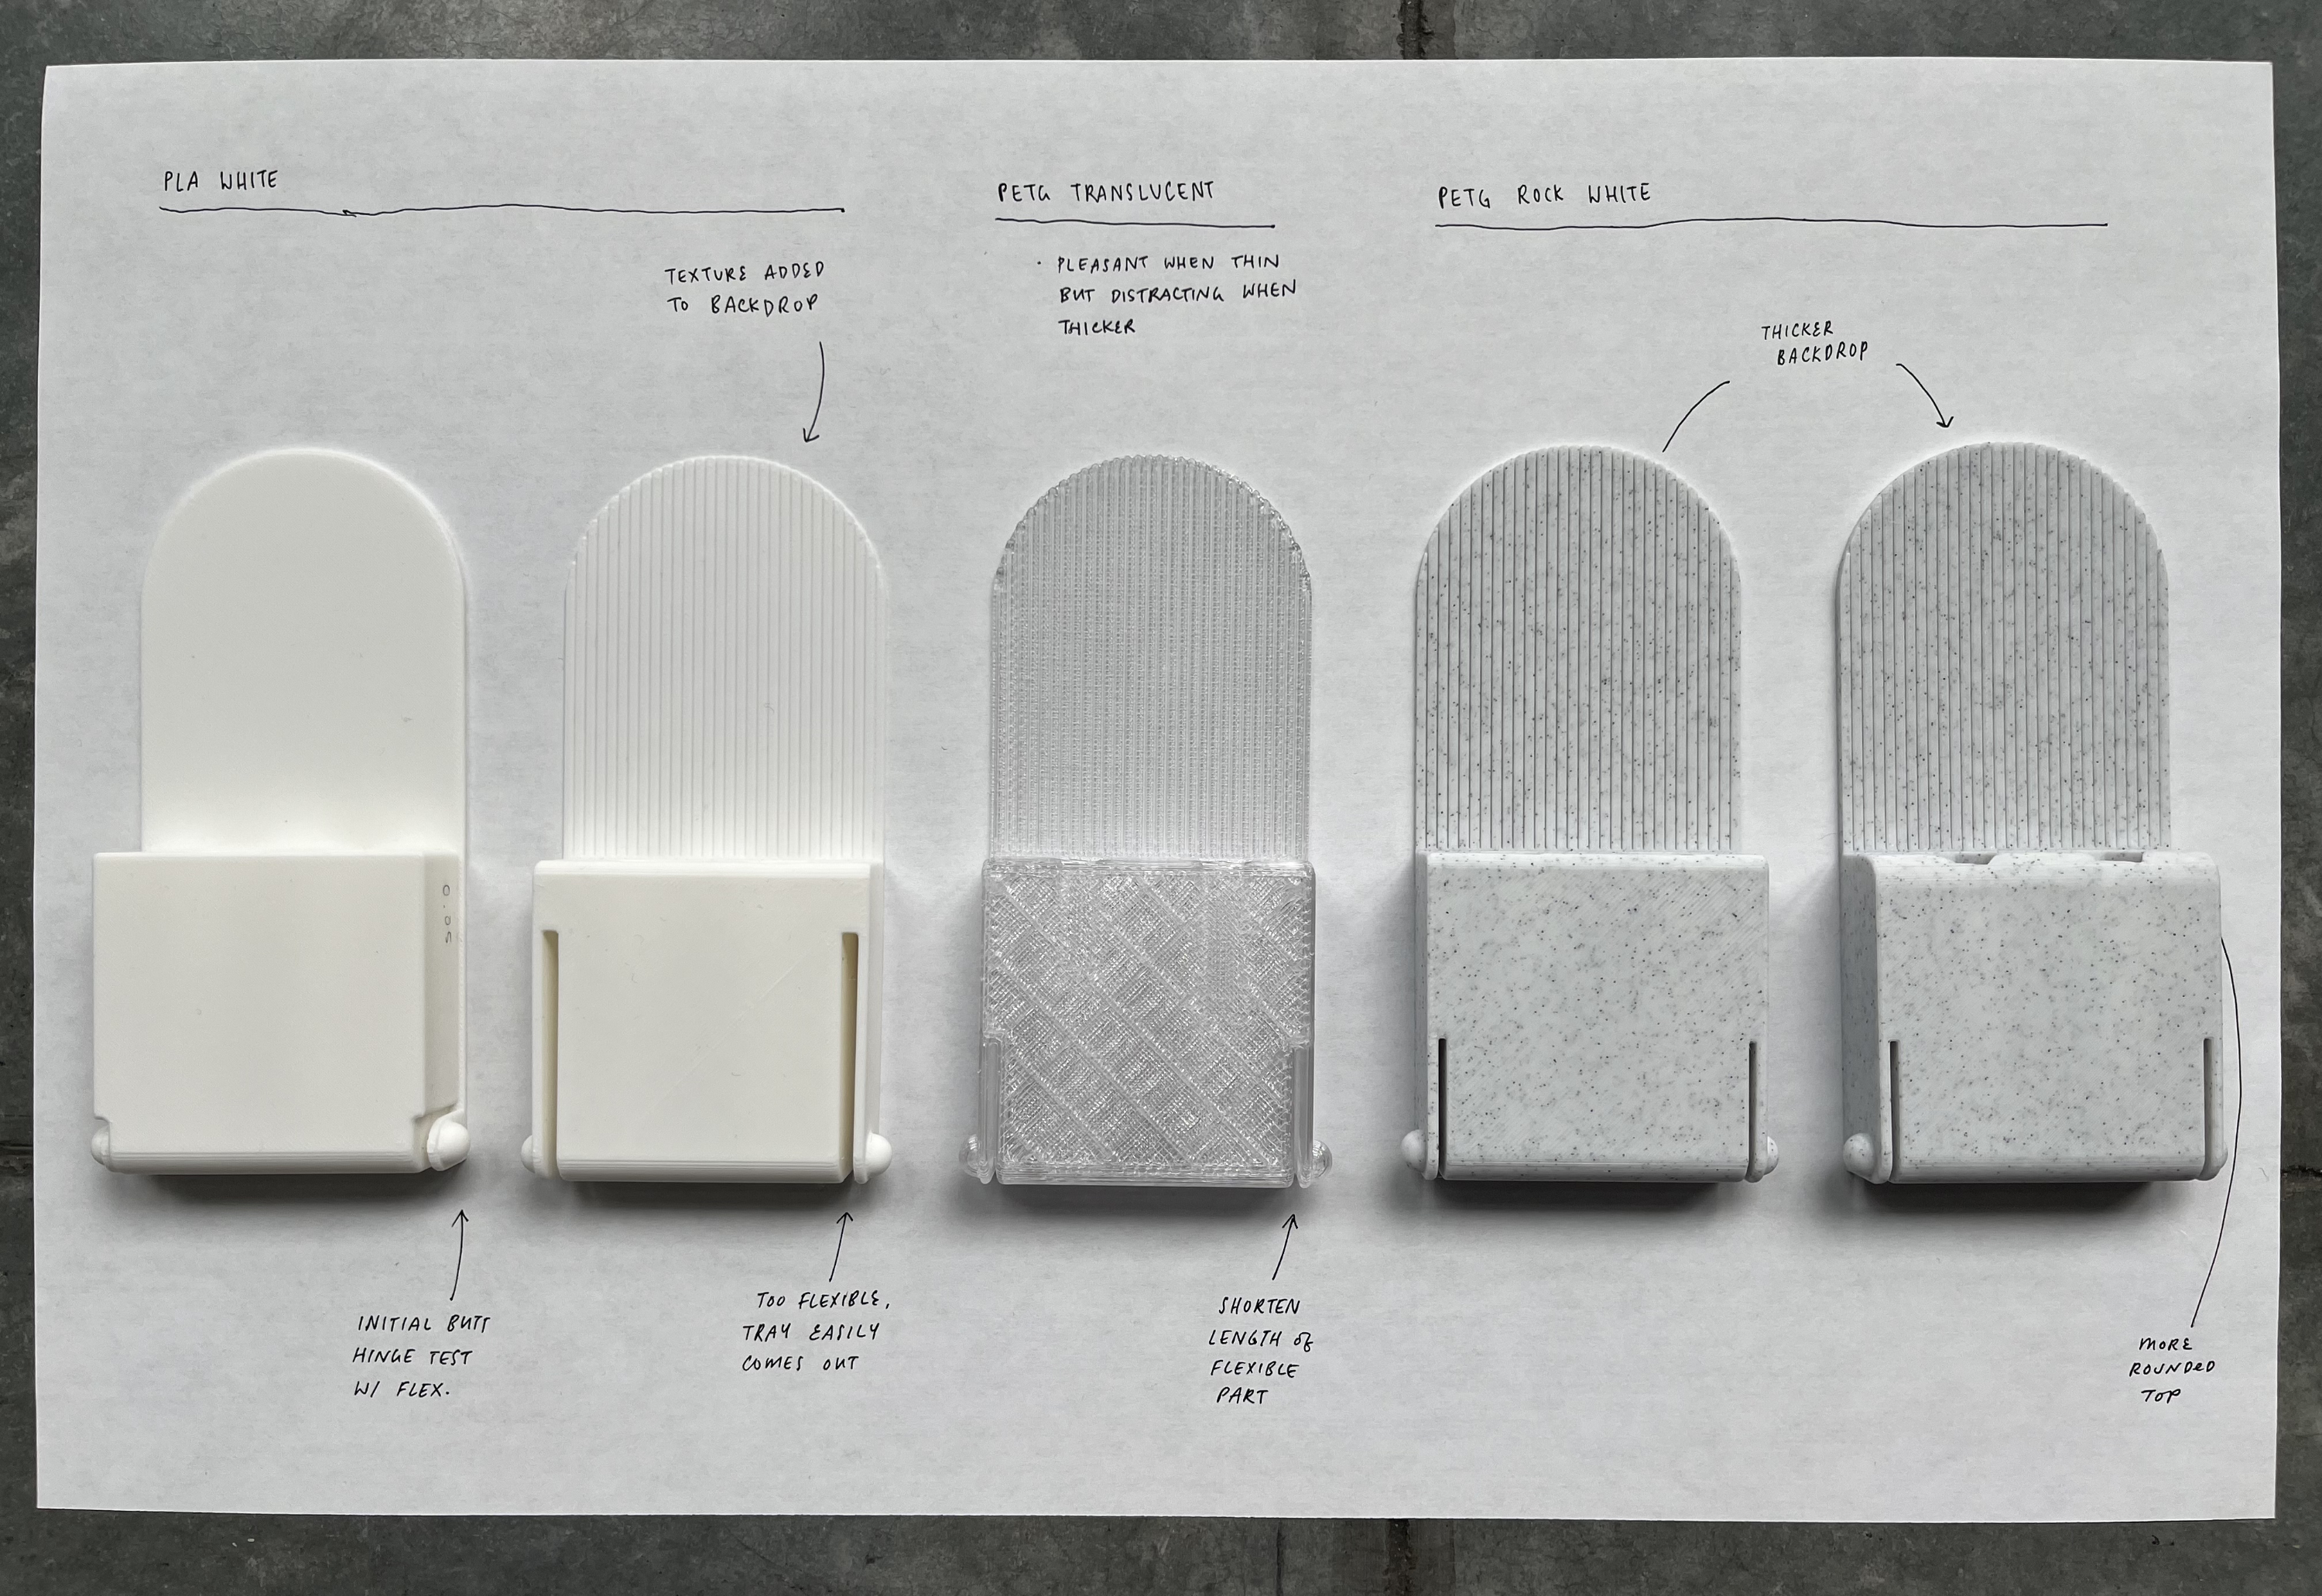 PLA WHITE
PETG TRANSLUCENT
PETG ROCK WHITE
TEXTURE ADDED
TO BACKDROP
· PLEASANT WHEN THIN
BUT DISTRACTING WHEN
THICKER
THICKER
BACKDROP
0.05
INITIAL BUTT
HINGE TEST
W/ FLEX.
TOO FLEXIBLE,
TRAY EASILY
COMES OUT
SHORTEN
LENGTH OF
FLEXIBLE
PART
MORE
ROUNDED
TOP